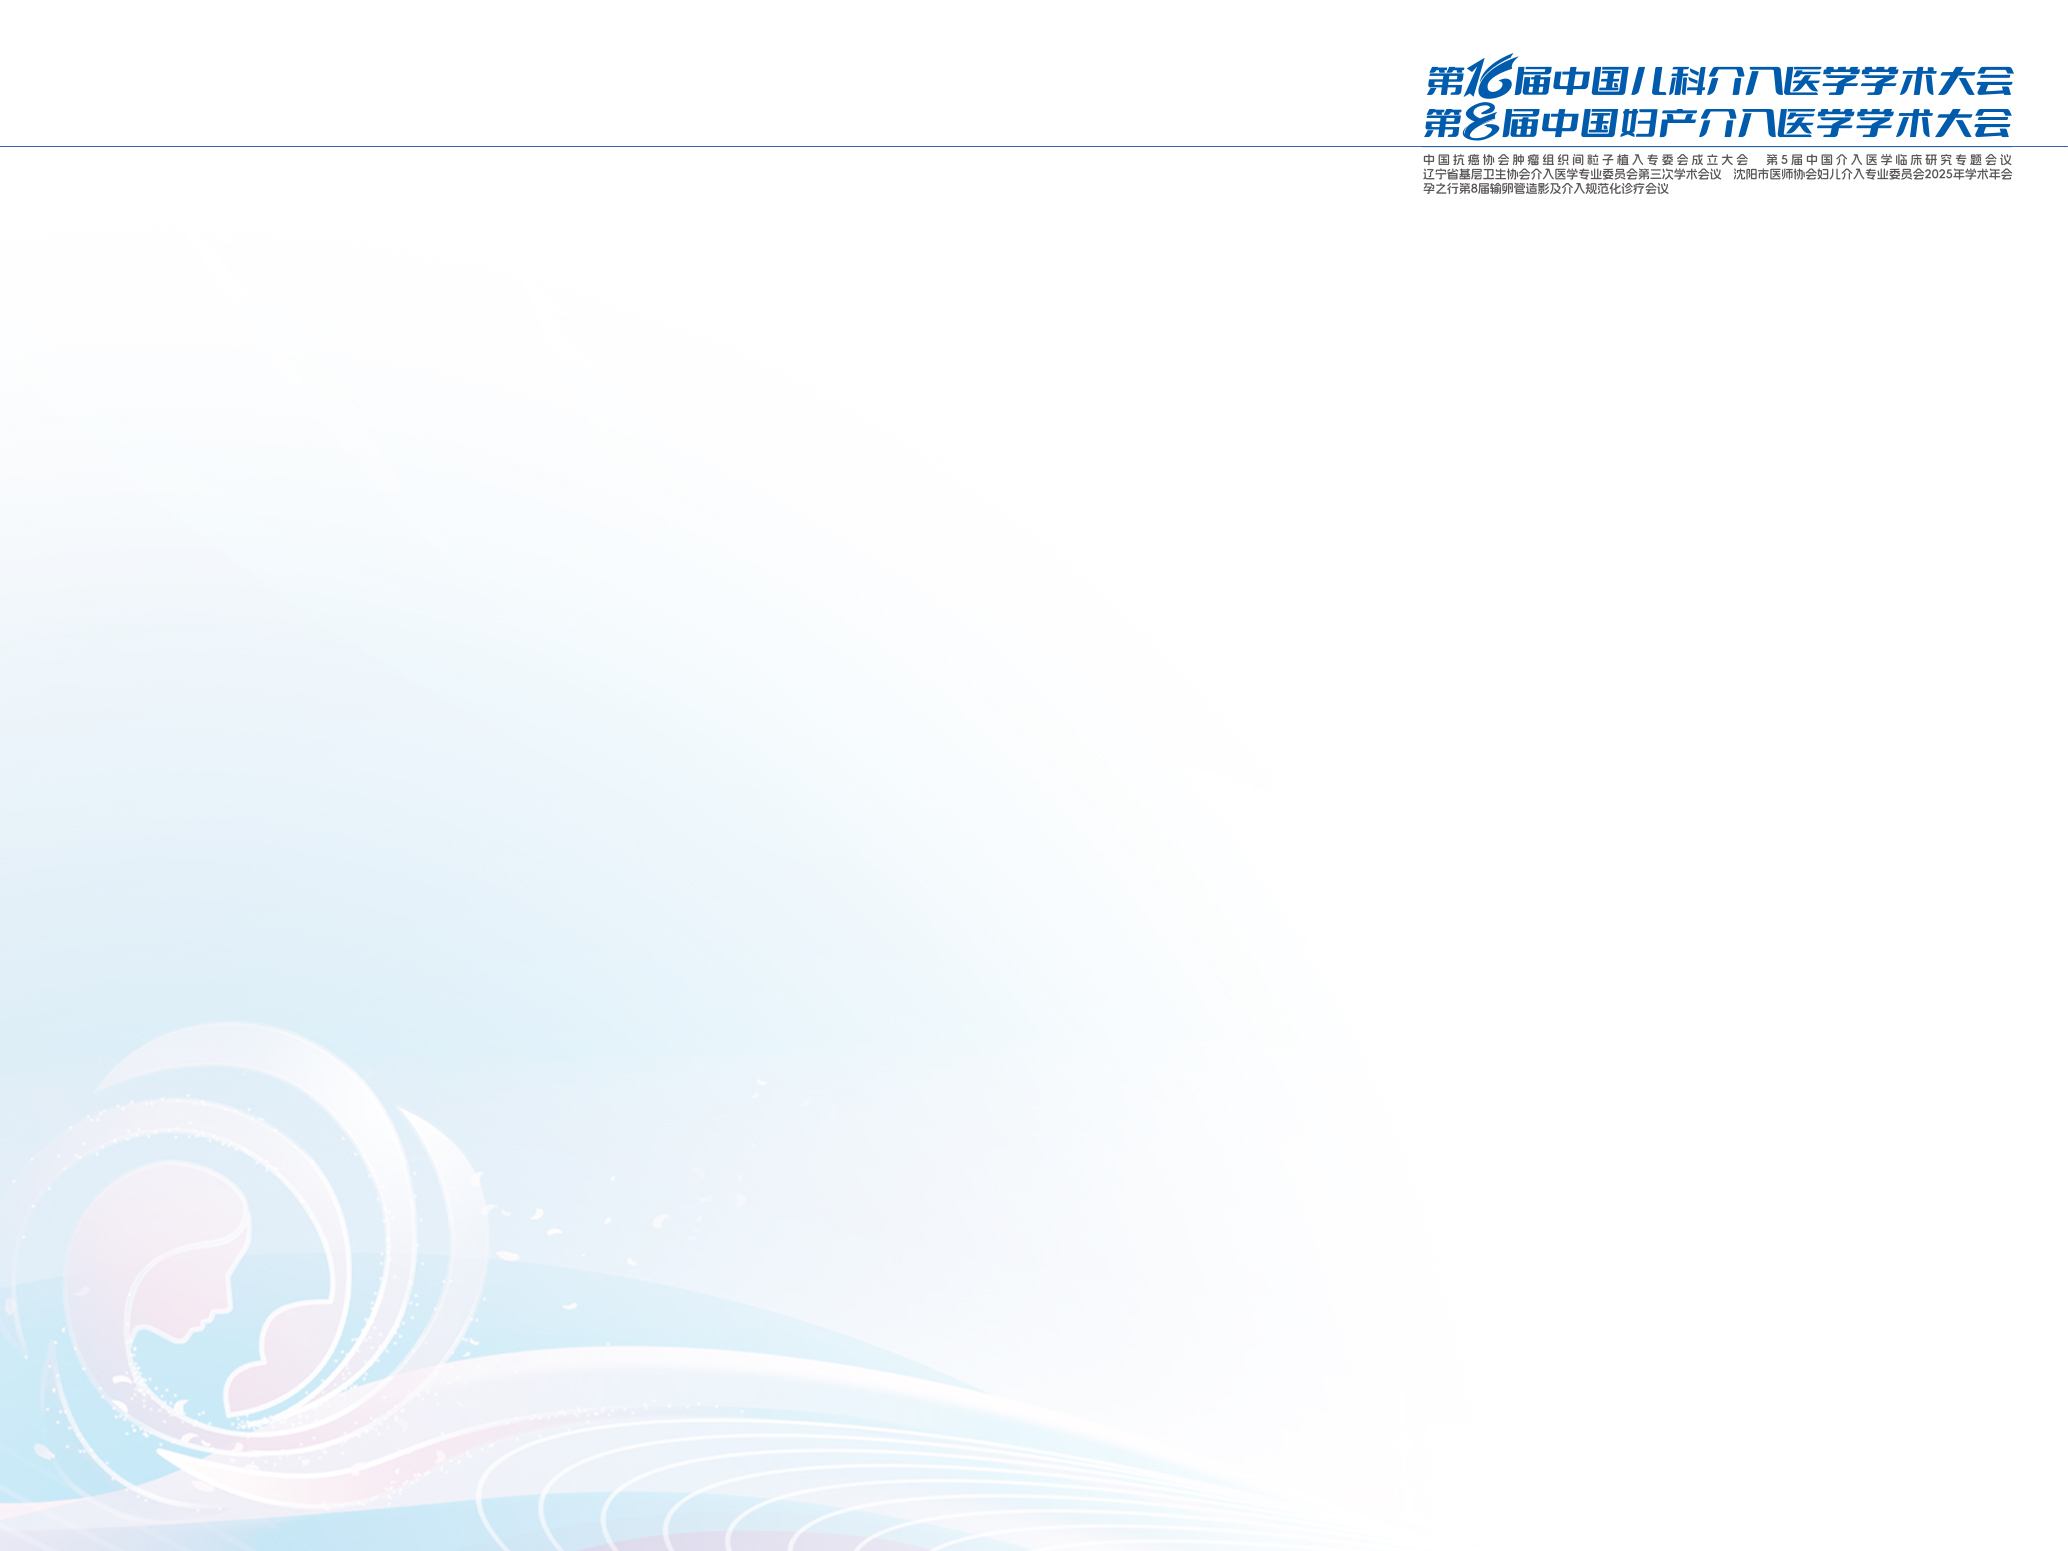 第16届中国儿科介入医学学术大会
第8届中国妇产介入医学学术大会
中国抗癌协会肿瘤组织间粒子植入专委会成立大会 第5届中国介入医学临床研究专题会议
辽宁省基层卫生协会介入医学专业委员会第三次学术会议 沈阳市医师协会妇儿介入专业委员会2025年学术年会
孕之行第8届输卵管造影及介入规范化诊疗会议